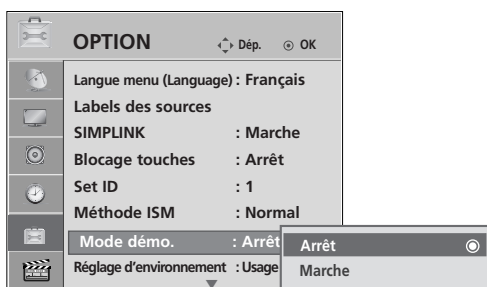 OPTION Dép. OK
Langue menu (Language) : Français
Labels des sources
SIMPLINK : Marche
Blocage touches : Arrêt
Set ID : 1
Méthode ISM : Normal
Mode démo. : Arrêt
Réglage d'environnement : Usage
Arrêt
Marche